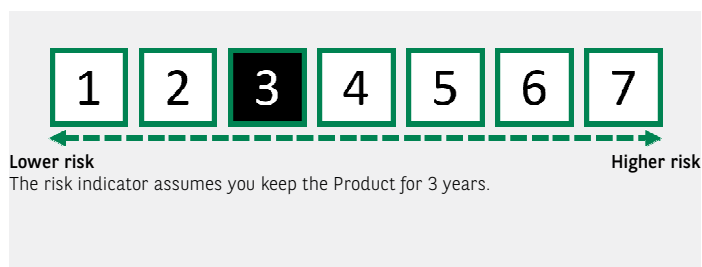 1 2 3 4 5 6 7
Lower risk Higher risk
The risk indicator assumes you keep the Product for 3 years.